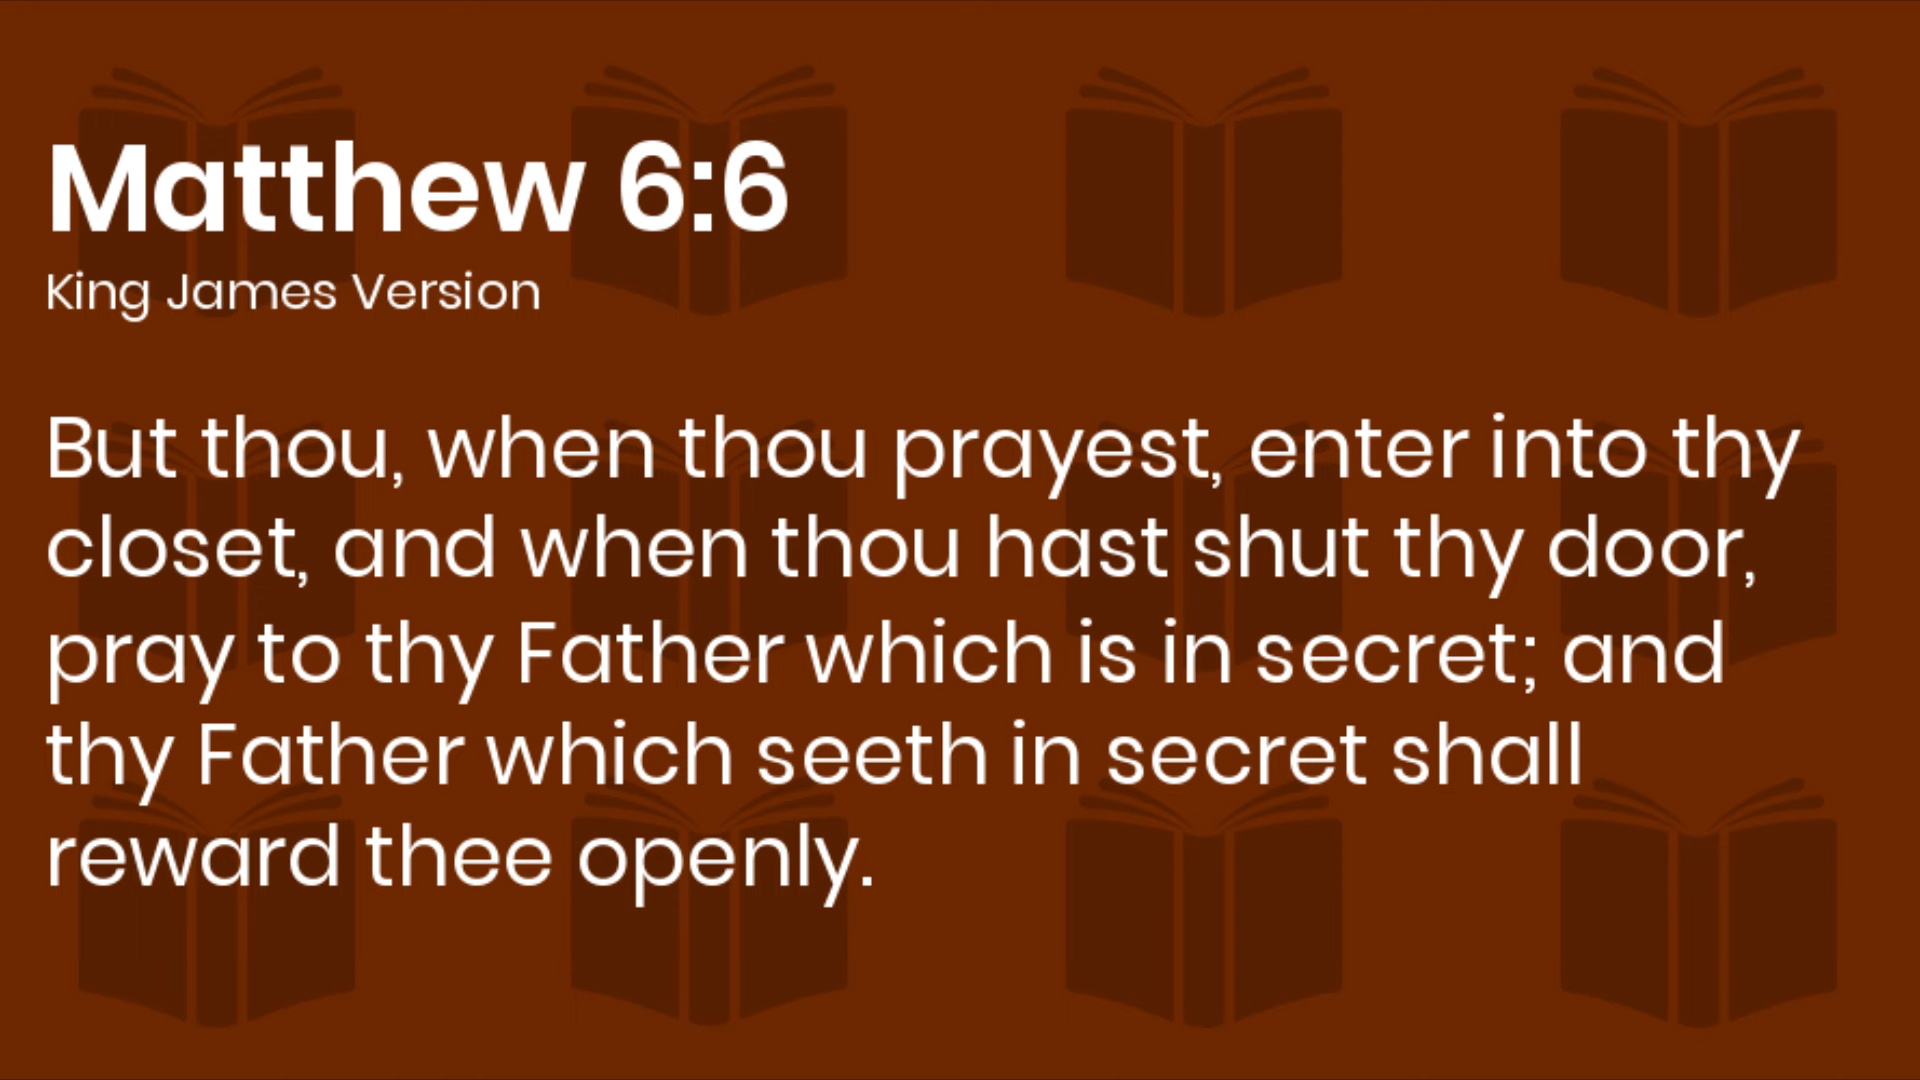 Matthew 6:6
King James Version
But thou, when thou prayest, enter into thy
closet, and when thou hast shut thy door,
pray to thy Father which is in secret; and
thy Father which seeth in secret shall
reward thee openly.